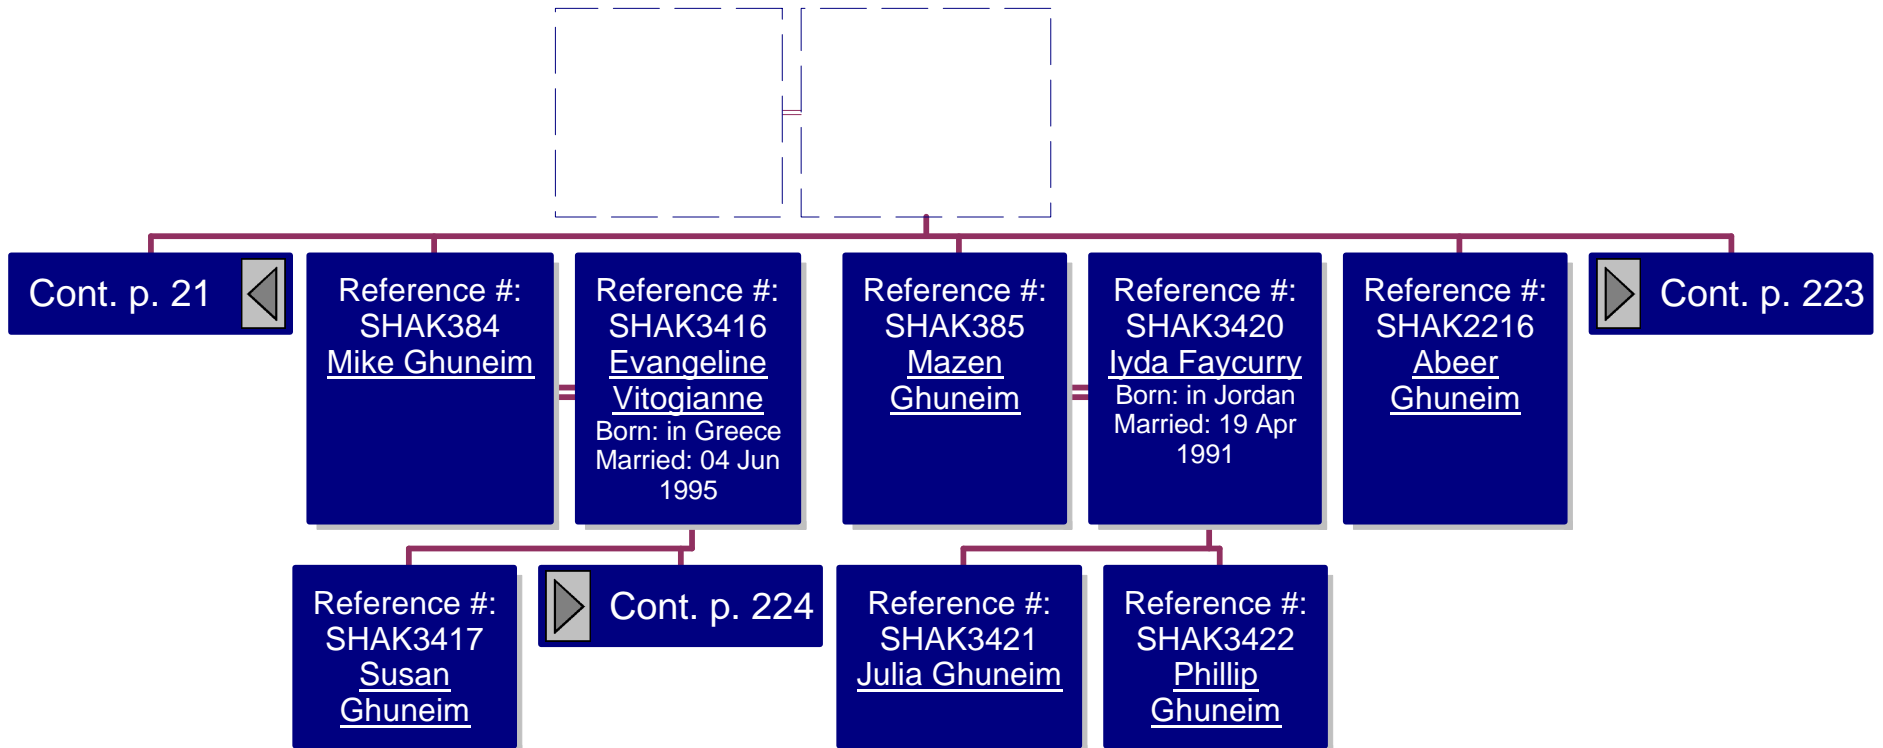 Cont. p. 21
Reference #:
SHAK384
Mike Ghuneim
Reference #:
SHAK3416
Evangeline
Vitogianne
Born: in Greece
Married: 04 Jun
1995
Reference #:
SHAK385
Mazen
Ghuneim
Reference #:
SHAK3420
Iyda Faycurry
Born: in Jordan
Married: 19 Apr
1991
Reference #:
SHAK2216
Abeer
Ghuneim
Cont. p. 223
Reference #:
SHAK3417
Susan
Ghuneim
Cont. p. 224
Reference #:
SHAK3421
Julia Ghuneim
Reference #:
SHAK3422
Phillip
Ghuneim